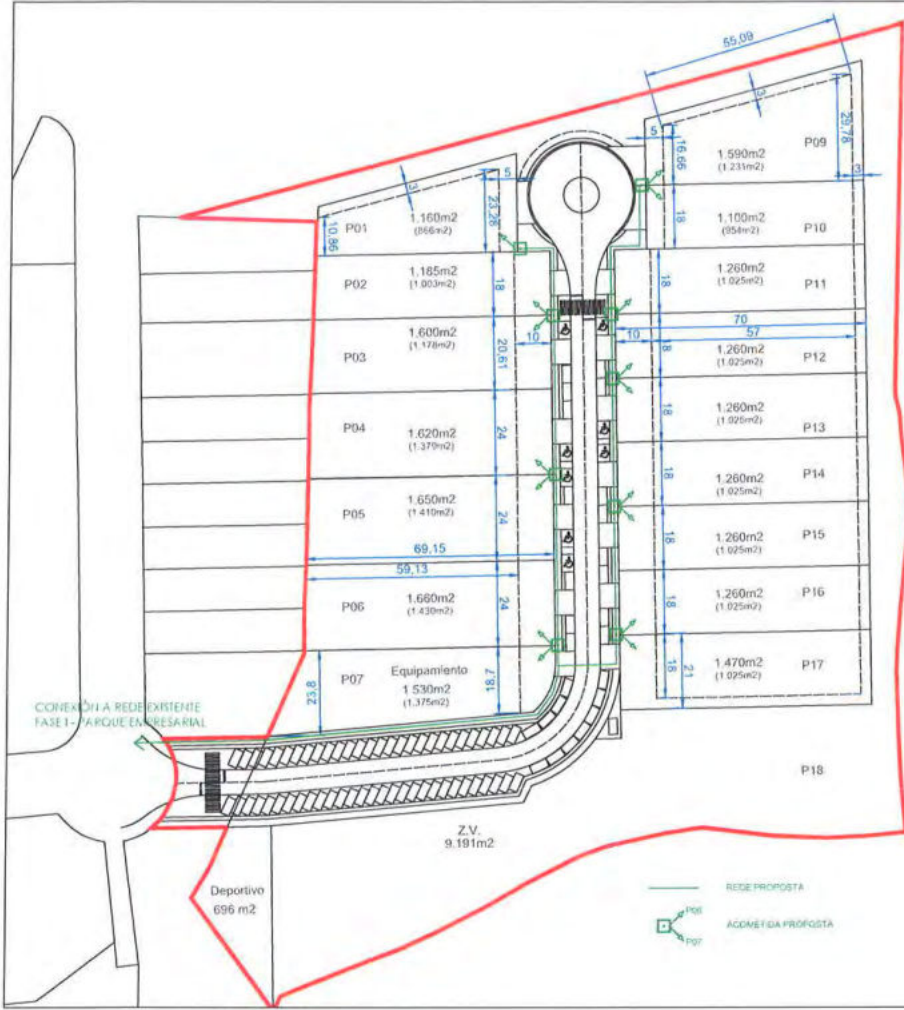 55,09
3
29,78
5
16,66
P09
1.590m2
(1.231m2)
3
5
3
23,28
10,86
P01
1.160m2
(866m2)
18
1,100m2
(958m2)
P10
P02
1,185m2
(1.003m2)
18
1.260m2
(1.025m2)
P11
18
70
57
10
10
P03
1,600m2
(1.178m2)
20,61
18
1.260m2
(1.025m2)
P12
P04
1.620m2
(1.379m2)
24
18
1.260m2
(1.025m2)
P13
18
1.260m2
(1.025m2)
P14
P05
1.650m2
(1.410m2)
24
18
1.260m2
(1.025m2)
P15
69,15
59,13
P06
1.660m2
(1.430m2)
24
18
1.260m2
(1.025m2)
P16
P07
Equipamiento
1 530m2
(1.375m2)
18,7
23,8
18
21
1.470m2
(1.025m2)
P17
CONEXIÓN A REDE EXISTENTE
FASE I - PARQUE EMPRESARIAL
P18
Z.V.
9.191m2
Deportivo
696 m2
REDE PROPOSTA
P06
ACOMETIDA PROPOSTA
P07